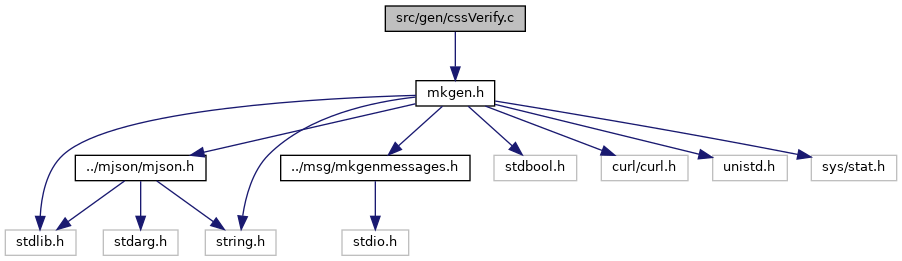 src/gen/cssVerify.c
mkgen.h
../mjson/mjson.h
../msg/mkgenmessages.h
stdbool.h
curl/curl.h
unistd.h
sys/stat.h
stdlib.h
stdarg.h
string.h
stdio.h